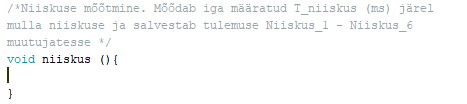 /*Niiskuse mõõtmine. Mõõdab iga määratud T_niiskus (ms) järel
mulla niiskuse ja salvestab tulemuse Niiskus_1 - Niiskus_6
muutujatesse */
void niiskus (){
}